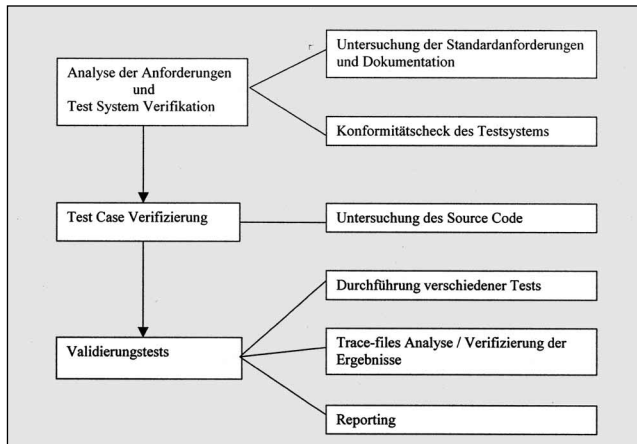 Analyse der Anforderungen
und
Test System Verifikation
Untersuchung der Standardanforderungen
und Dokumentation
Konformitätscheck des Testsystems
Test Case Verifizierung
Untersuchung des Source Code
Validierungstests
Durchführung verschiedener Tests
Trace-files Analyse / Verifizierung der
Ergebnisse
Reporting